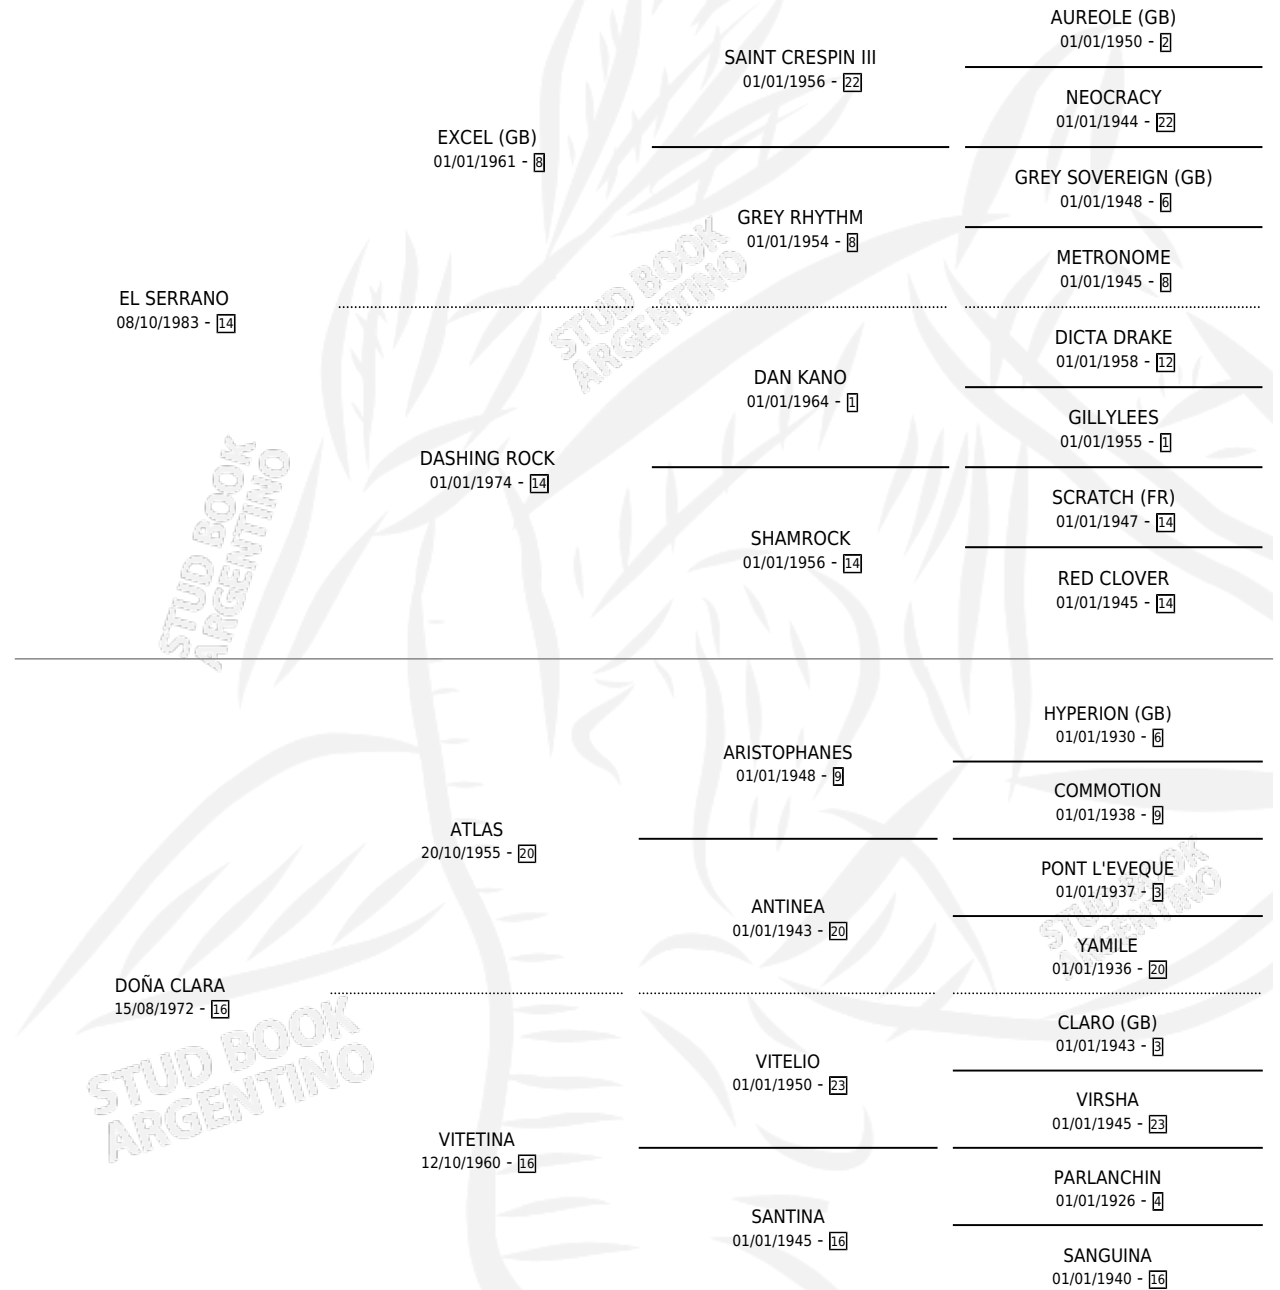 AUREOLE (GB)
01/01/1950 - 2
SAINT CRESPIN III
01/01/1956 - 22
NEOCRACY
01/01/1944 - 22
EXCEL (GB)
01/01/1961 - 8
GREY SOVEREIGN (GB)
01/01/1948 - 6
GREY RHYTHM
01/01/1954 - 8
METRONOME
01/01/1945 - 8
EL SERRANO
08/10/1983 - 14
DICTA DRAKE
01/01/1958 - 12
DAN KANO
01/01/1964 - 1
GILLYLEES
01/01/1955 - 1
DASHING ROCK
01/01/1974 - 14
SCRATCH (FR)
01/01/1947 - 14
SHAMROCK
01/01/1956 - 14
RED CLOVER
01/01/1945 - 14
STUD BOOK
ARGENTINO
STUD BOOK
ARGENTINO
HYPERION (GB)
01/01/1930 - 6
ARISTOPHANES
01/01/1948 - 9
COMMOTION
01/01/1938 - 9
ATLAS
20/10/1955 - 20
PONT L'EVEQUE
01/01/1937 - 3
ANTINEA
01/01/1943 - 20
YAMILE
01/01/1936 - 20
DOÑA CLARA
15/08/1972 - 16
CLARO (GB)
01/01/1943 - 3
VITELIO
01/01/1950 - 23
VIRSHA
01/01/1945 - 23
VITETINA
12/10/1960 - 16
PARLANCHIN
01/01/1926 - 4
SANTINA
01/01/1945 - 16
SANGUINA
01/01/1940 - 16
STUD BOOK
ARGENTINO
STUD BOOK
ARGENTINO